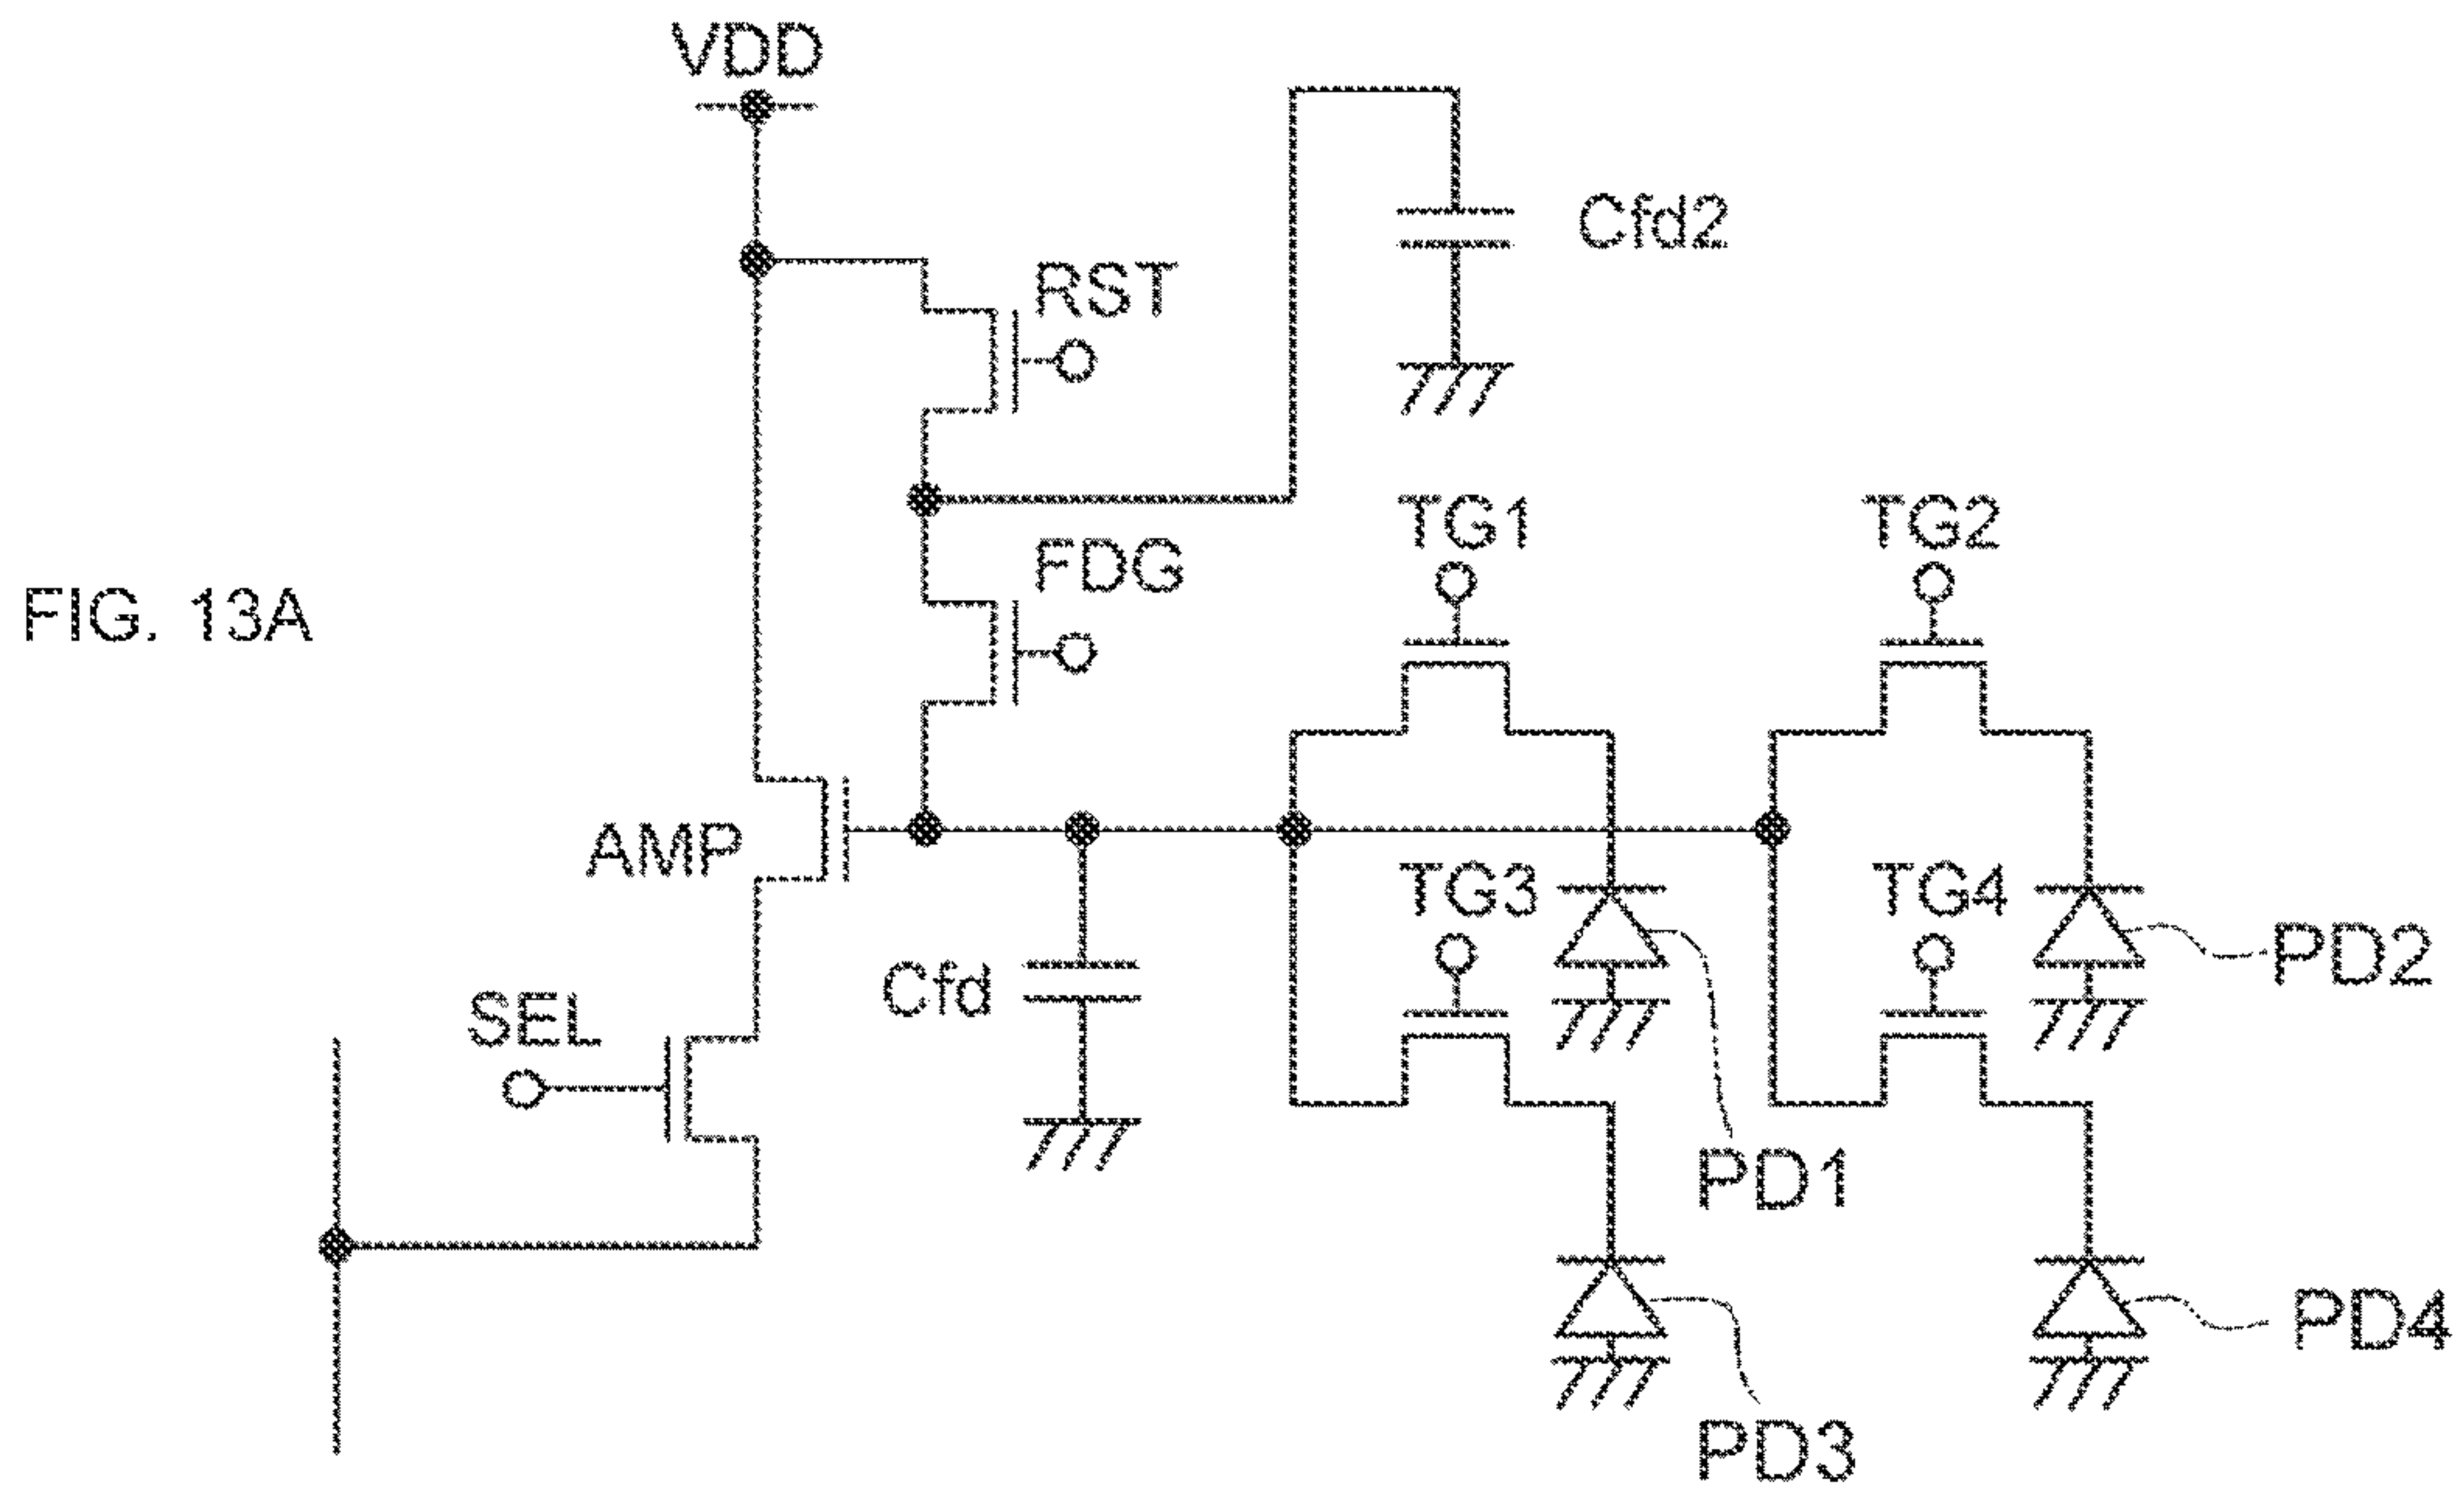 VDD
Cfd2
RST
TG1
TG2
FDG
FIG. 13A
AMP
TG3
TG4
PD2
Cfd
SEL
PD1
PD4
PD3